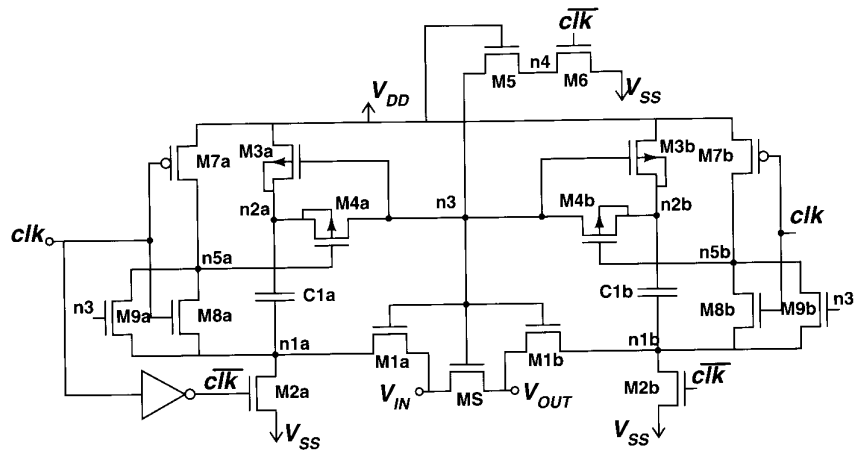 clk
M5
n4
M6
VDD
VSS
M7a
M3a
M3b
M7b
M4a
n3
M4b
n2a
n2b
clk
clk
n5a
n5b
C1a
C1b
n3
M9a
M8a
M8b
M9b
n3
n1a
n1b
M1a
M1b
clk
M2a
VIN
MS
VOUT
M2b
clk
VSS
VSS